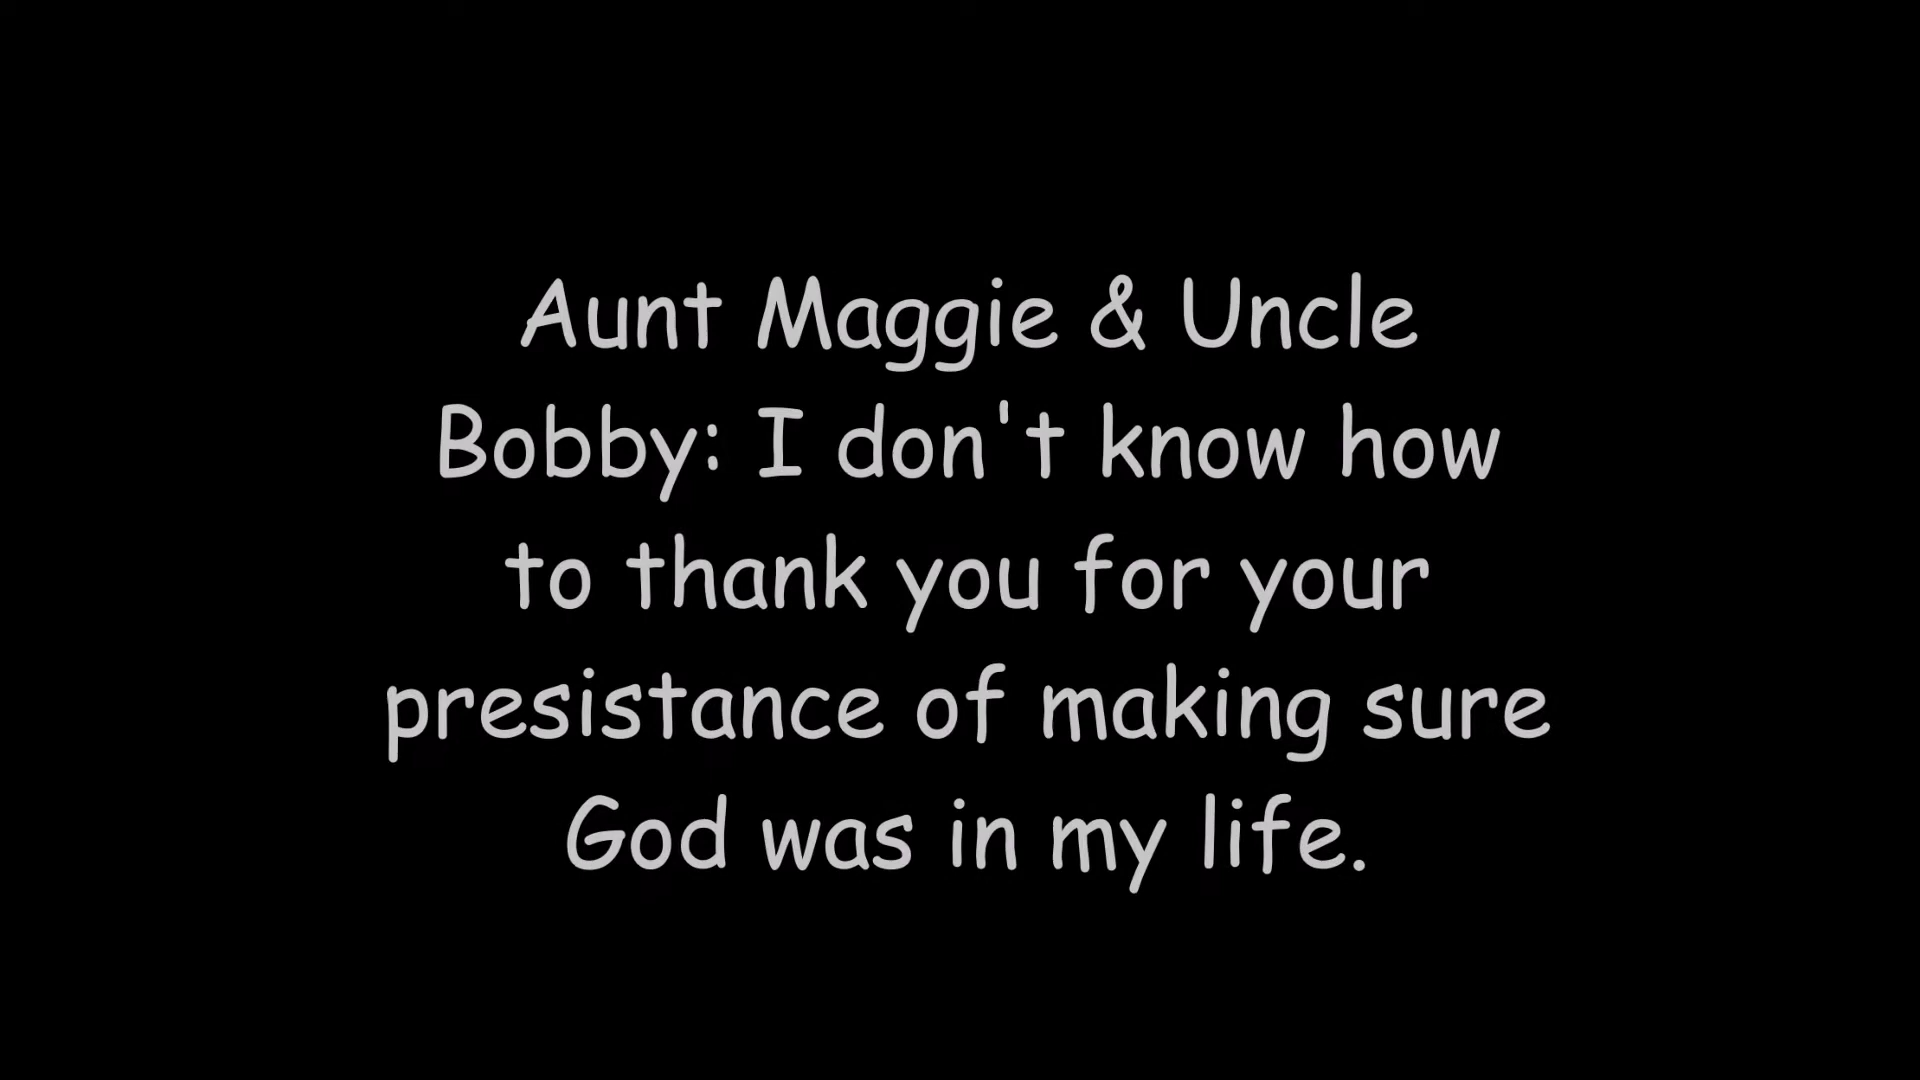 Aunt Maggie & Uncle
Bobby: I don't know how
to thank you for your
presistance of making sure
God was in my life.